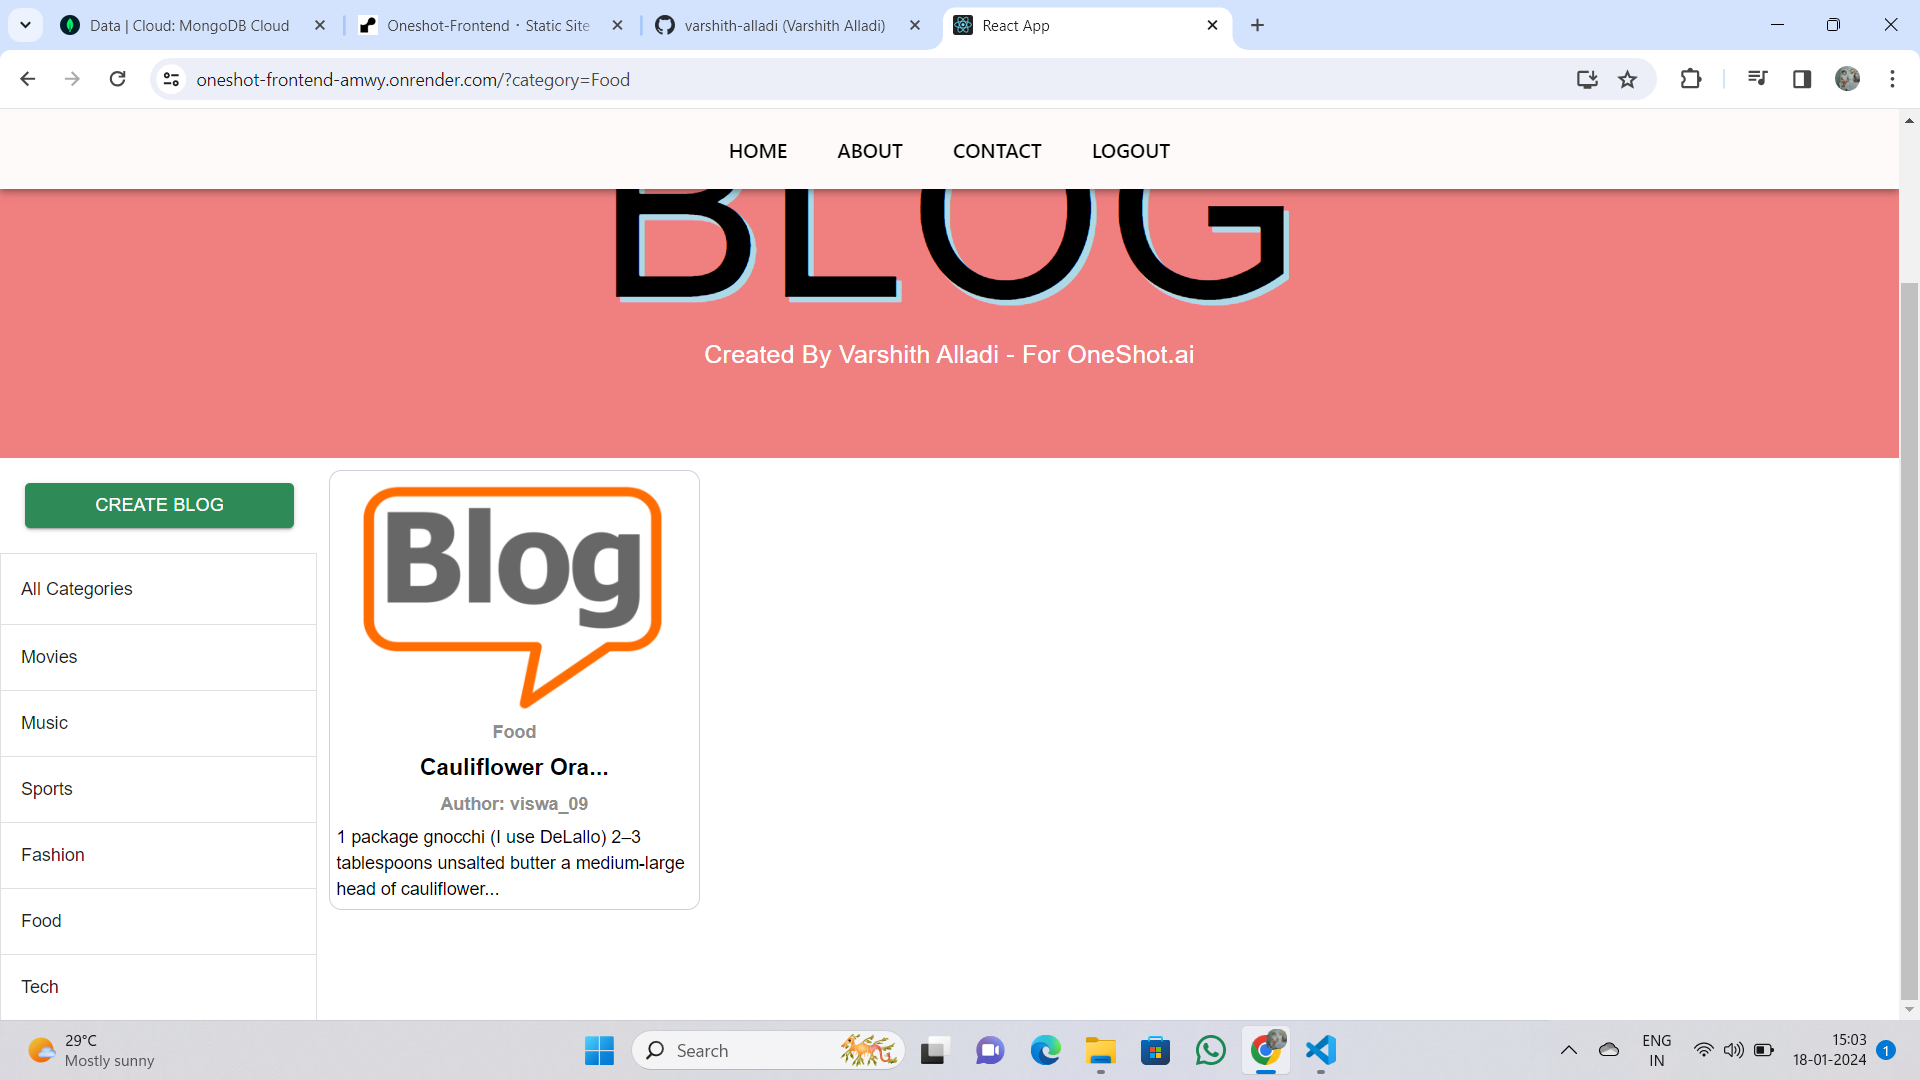 Data | Cloud: MongoDB Cloud
Oneshot-Frontend · Static Site
varshith-alladi (Varshith Alladi)
React App
oneshot-frontend-amwy.onrender.com/?category=Food
HOME
ABOUT
CONTACT
LOGOUT
BLOG
Created By Varshith Alladi - For OneShot.ai
CREATE BLOG
All Categories
Movies
Music
Sports
Fashion
Food
Tech
Blog
Food
Cauliflower Ora...
Author: viswa_09
1 package gnocchi (I use DeLallo) 2–3
tablespoons unsalted butter a medium-large
head of cauliflower...
29°C
Mostly sunny
Search
ENG
IN
15:03
18-01-2024
1